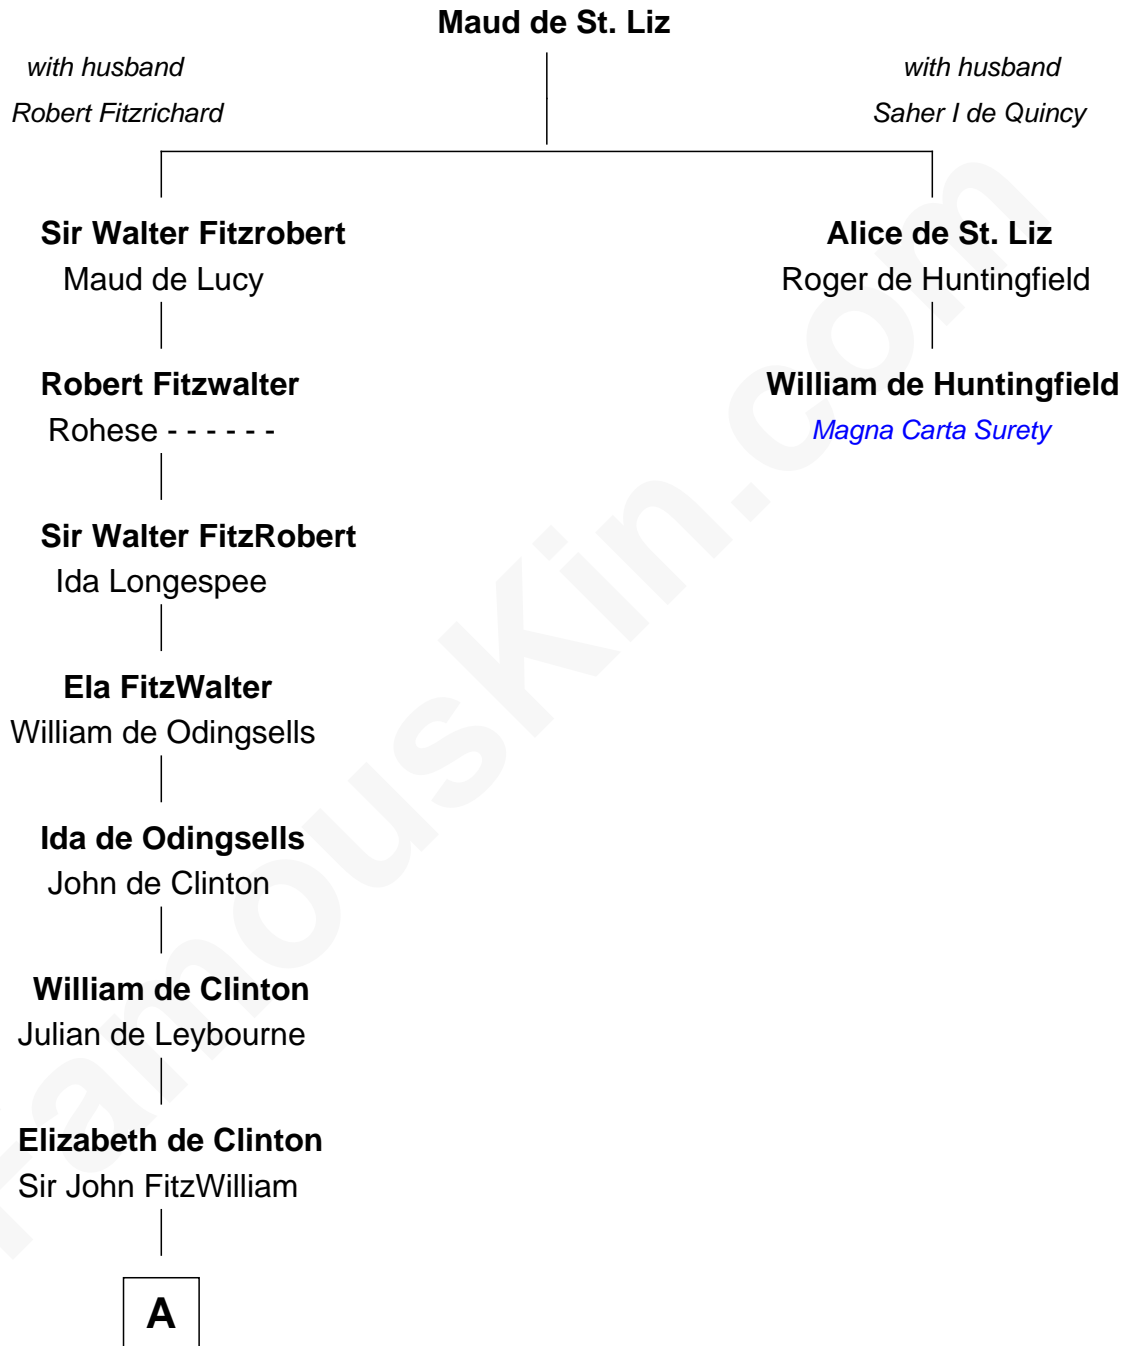 Maud de St. Liz
with husband
Robert Fitzrichard
with husband
Saher I de Quincy
Sir Walter Fitzrobert
Maud de Lucy
Alice de St. Liz
Roger de Huntingfield
Robert Fitzwalter
Rohese - - - - - -
William de Huntingfield
Magna Carta Surety
Sir Walter FitzRobert
Ida Longespee
Ela FitzWalter
William de Odingsells
Ida de Odingsells
John de Clinton
William de Clinton
Julian de Leybourne
Elizabeth de Clinton
Sir John FitzWilliam
A
FamousKin.com